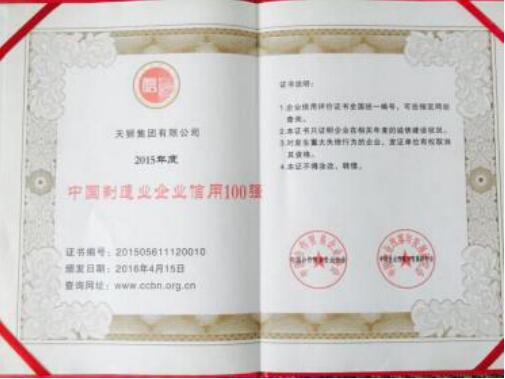 信
天狮集团有限公司
2015年度
中国制造业企业信用100强
证书编号：201505611120010
颁发日期：2016年4月15日
查询网址：www.ccbn.org.cn
证书说明：
1.企业信用评价证书全国统一编号，可登指定网站
查询。
2.本证书只证明企业在相关年度的诚信建设状况。
3.对发生重大失信行为的企业，发证单位有权取消
其资格。
4.本证不得涂改、转借。